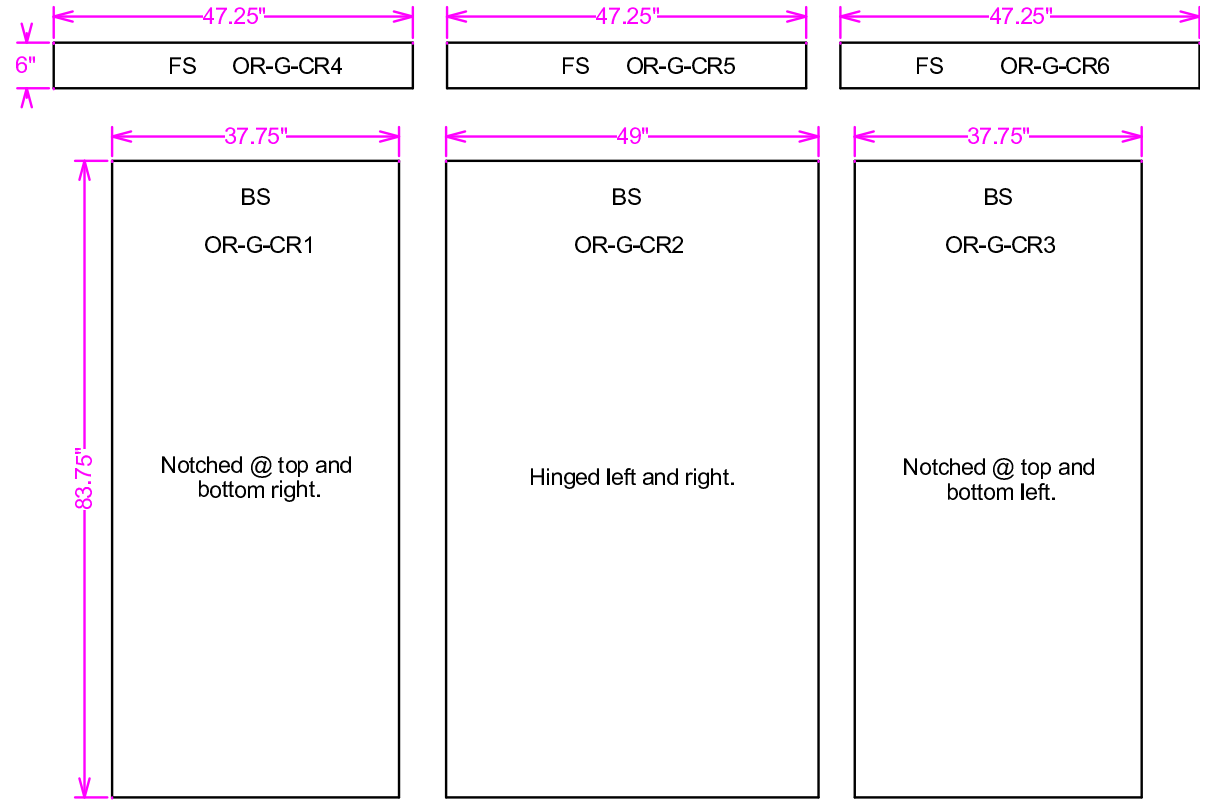 47.25" 47.25" 47.25"
6" FS OR-G-CR4 FS OR-G-CR5 FS OR-G-CR6
37.75" 49" 37.75"
BS BS BS
OR-G-CR1 OR-G-CR2 OR-G-CR3
83.75"
Notched @ top and
bottom right.
Hinged left and right.
Notched @ top and
bottom left.